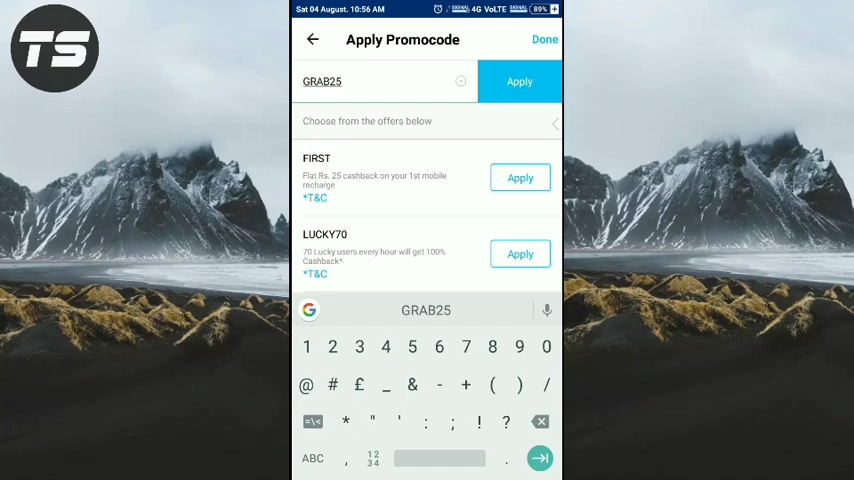 TS
Sat 04 August. 10:56 AM
SIGNAL 4G VoLTE SIGNAL 89%
Apply Promocode
Done
GRAB25
Apply
Choose from the offers below
FIRST
Flat Rs. 25 cashback on your 1st mobile
recharge
*T&C
Apply
LUCKY70
70 Lucky users every hour will get 100%
Cashback*
*T&C
Apply
G GRAB25
1 2 3 4 5 6 7 8 9 0
@ # £ _ & - + ( ) /
=\< * " ' : ; ! ?
ABC , 12 34 .